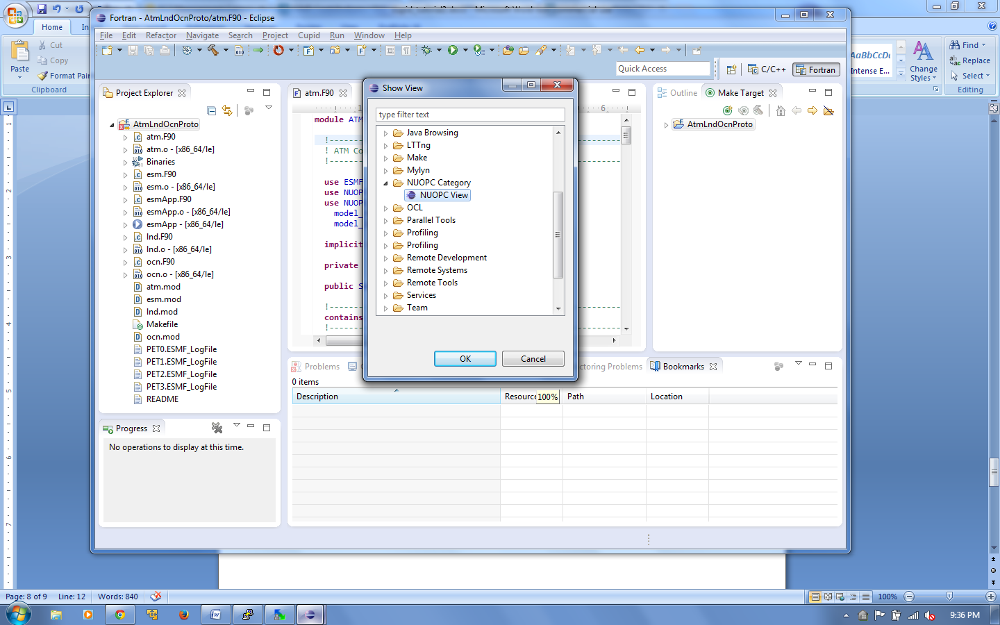 Fortran - AtmLndOcnProto/atm.F90 - Eclipse
File Edit Refactor Navigate Search Project Cupid Run Window Help
Home In
Paste
Cut
Copy
Format Pain
Clipboard
Quick Access
C/C++
Fortran
AaBbCcDc
Intense E...
Change Styles
Find
Replace
Select
Editing
Project Explorer
AtmLndOcnProto
atm.F90
atm.o - [x86_64/le]
Binaries
esm.F90
esm.o - [x86_64/le]
esmApp.F90
esmApp.o - [x86_64/le]
esmApp - [x86_64/le]
lnd.F90
lnd.o - [x86_64/le]
ocn.F90
ocn.o - [x86_64/le]
atm.mod
esm.mod
lnd.mod
Makefile
ocn.mod
PET0.ESMF_LogFile
PET1.ESMF_LogFile
PET2.ESMF_LogFile
PET3.ESMF_LogFile
README
Progress
No operations to display at this time.
atm.F90
module ATM
!-----
! ATM Co
!-----
use ESMF
use NUOP
use NUOP
model_
model_
implicit
private
public S
!-----
contains
!-----
Show View
type filter text
Java Browsing
LTTng
Make
Mylyn
NUOPC Category
NUOPC View
OCL
Parallel Tools
Profiling
Profiling
Remote Development
Remote Systems
Remote Tools
Services
Team
OK Cancel
Outline Make Target
AtmLndOcnProto
Problems
ctoring Problems
Bookmarks
0 items
Description Resource 100% Path Location
Page: 8 of 9 Line: 12 Words: 840
100%
9:36 PM